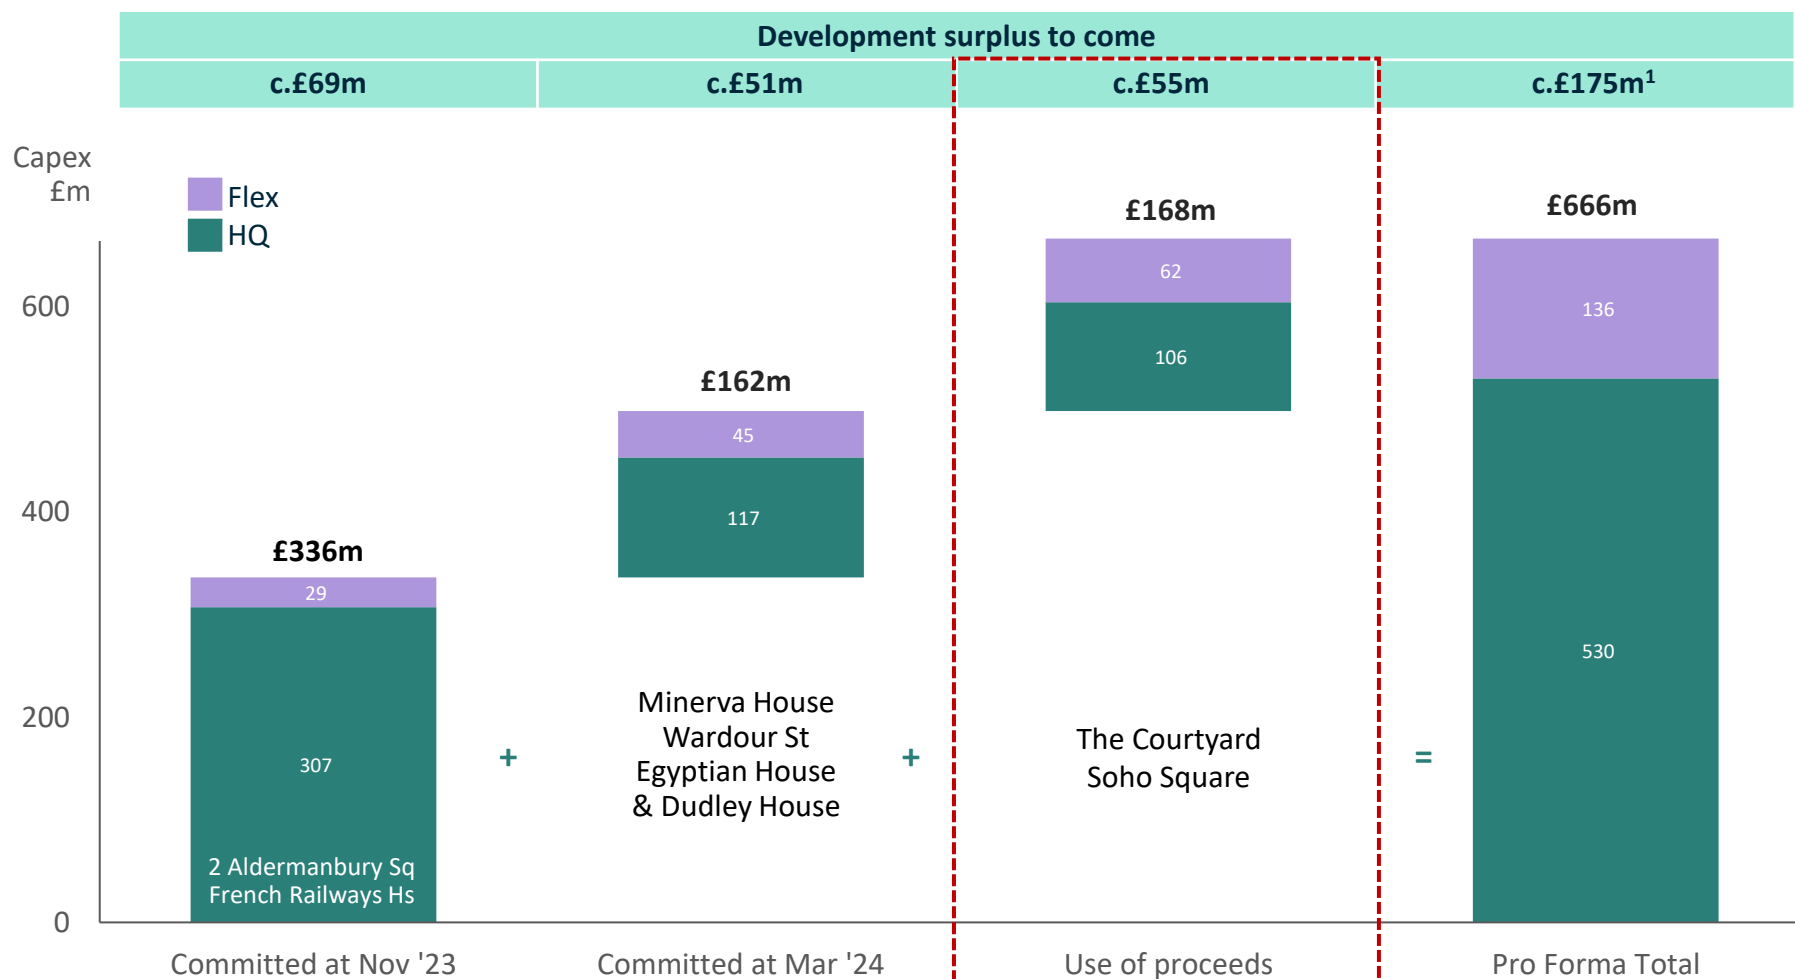 Development surplus to come
c.£69m
c.£51m
c.£55m
c.£175m¹
Capex
£m
Flex
HQ
600
400
200
0
£336m
29
307
2 Aldermanbury Sq
French Railways Hs
Committed at Nov '23
+
£162m
45
117
Minerva House
Wardour St
Egyptian House
& Dudley House
Committed at Mar '24
+
£168m
62
106
The Courtyard
Soho Square
Use of proceeds
=
£666m
136
530
Pro Forma Total